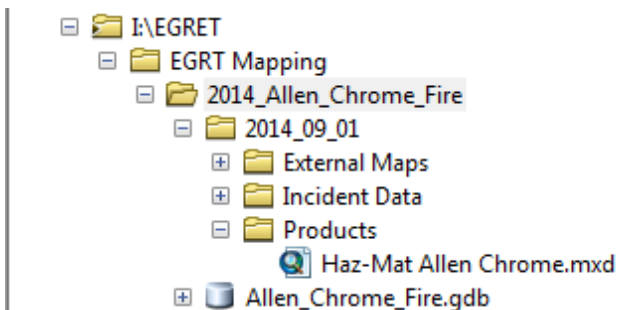 I:\EGRET
EGRT Mapping
2014_Allen_Chrome_Fire
2014_09_01
External Maps
Incident Data
Products
Haz-Mat Allen Chrome.mxd
Allen_Chrome_Fire.gdb